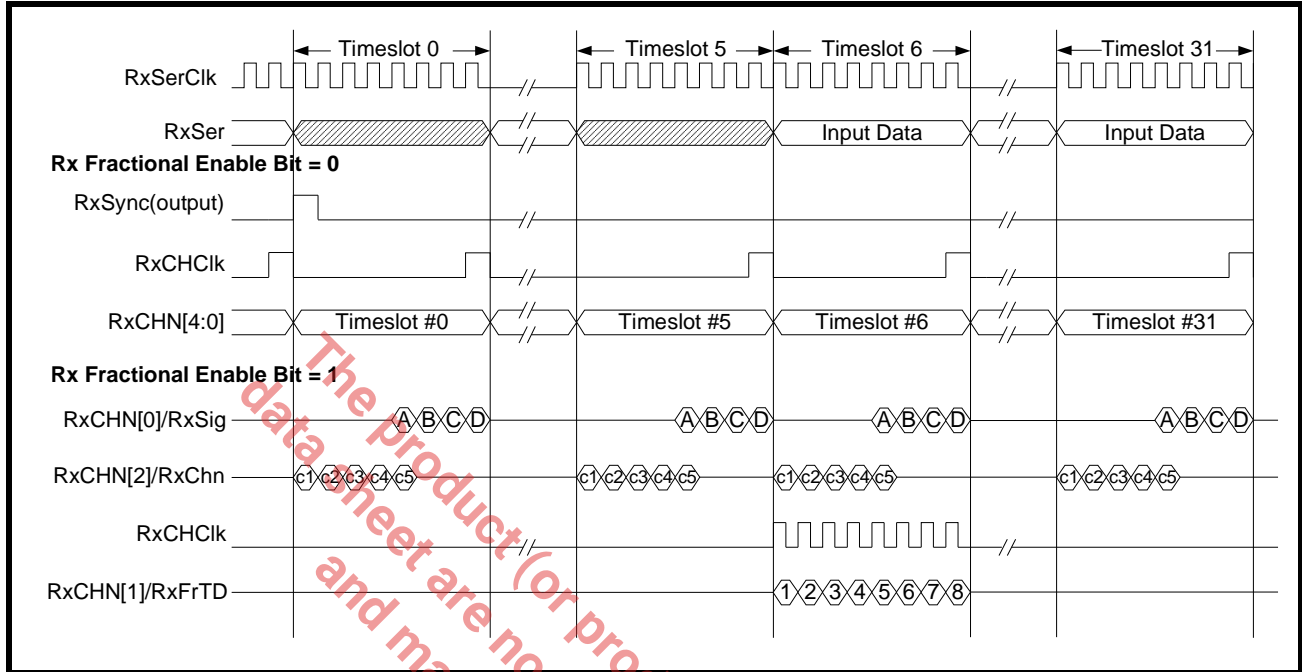 Timeslot 0 Timeslot 5 Timeslot 6 Timeslot 31
RxSerClk
RxSer Input Data Input Data
Rx Fractional Enable Bit = 0
RxSync(output)
RxCHClk
RxCHN[4:0] Timeslot #0 Timeslot #5 Timeslot #6 Timeslot #31
Rx Fractional Enable Bit = 1
RxCHN[0]/RxSig A B C D A B C D A B C D A B C D
RxCHN[2]/RxChn c1 c2 c3 c4 c5 c1 c2 c3 c4 c5 c1 c2 c3 c4 c5 c1 c2 c3 c4 c5
RxCHClk
RxCHN[1]/RxFrTD 1 2 3 4 5 6 7 8
The product (or pro
data sheet are no
and ma